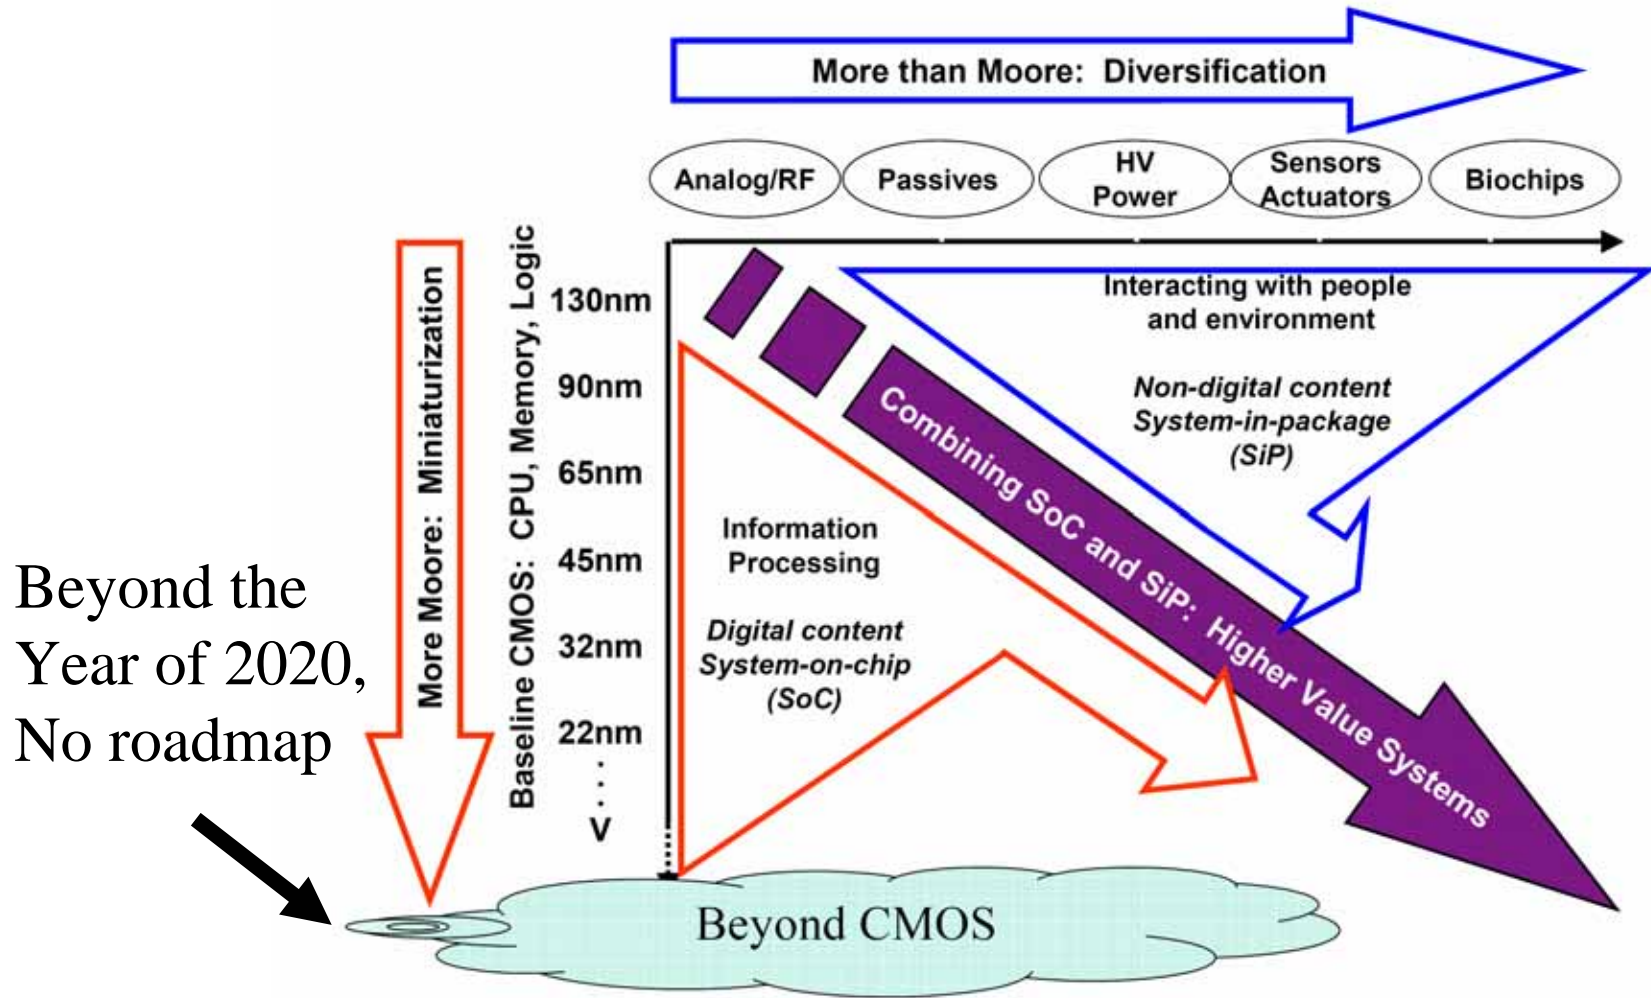 More than Moore: Diversification
Analog/RF
Passives
HV
Power
Sensors
Actuators
Biochips
More Moore: Miniaturization
Baseline CMOS: CPU, Memory, Logic
130nm
90nm
65nm
45nm
32nm
22nm
V
Interacting with people
and environment
Non-digital content
System-in-package
(SiP)
Combining SoC and SiP: Higher Value Systems
Information
Processing
Digital content
System-on-chip
(SoC)
Beyond the
Year of 2020,
No roadmap
Beyond CMOS